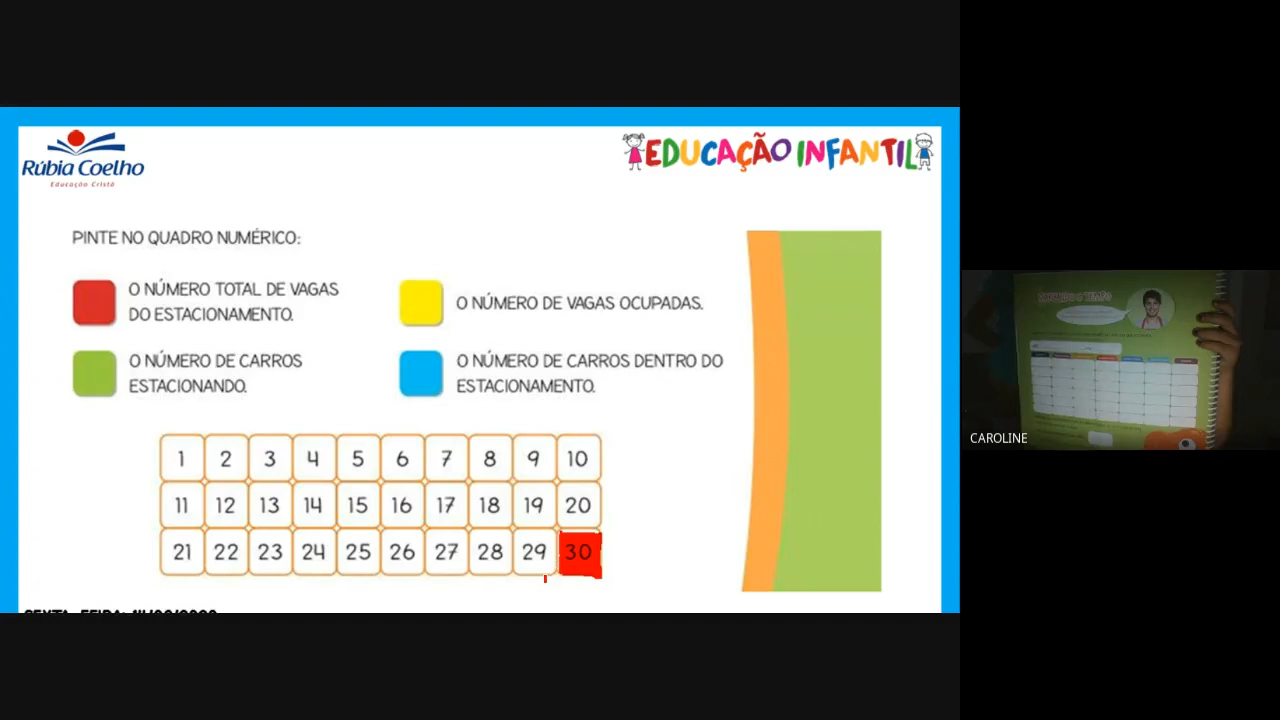 Rúbia Coelho
Educação Cristã
EDUCAÇÃO INFANTIL
PINTE NO QUADRO NUMÉRICO:
O NÚMERO TOTAL DE VAGAS
DO ESTACIONAMENTO.
O NÚMERO DE VAGAS OCUPADAS.
O NÚMERO DE CARROS
ESTACIONANDO.
O NÚMERO DE CARROS DENTRO DO
ESTACIONAMENTO.
1 2 3 4 5 6 7 8 9 10
11 12 13 14 15 16 17 18 19 20
21 22 23 24 25 26 27 28 29 30
CAROLINE